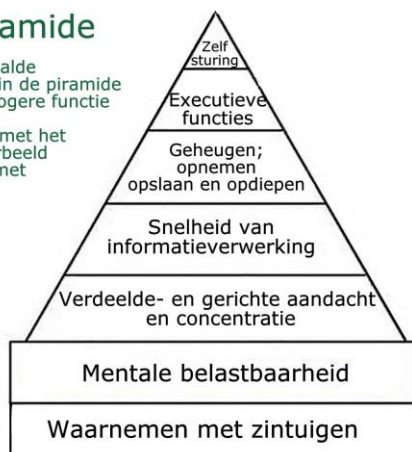 amide
alde
in de piramide
ogere functie
met het
rbeeld
met
Zelf
sturing
Executieve
functies
Geheugen;
opnemen
opslaan en opdiepen
Snelheid van
informatieverwerking
Verdeelde- en gerichte aandacht
en concentratie
Mentale belastbaarheid
Waarnemen met zintuigen